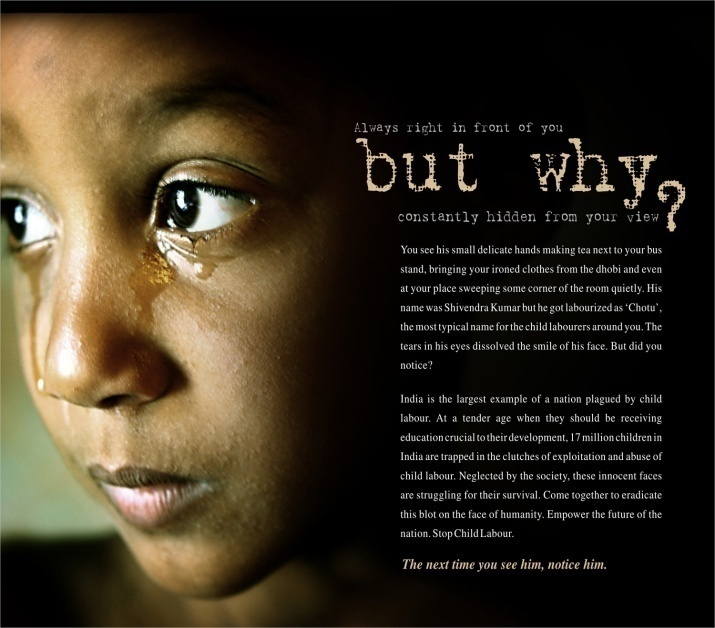 Always right in front of you
but why?
constantly hidden from your view
You see his small delicate hands making tea next to your bus
stand, bringing your ironed clothes from the dhobi and even
at your place sweeping some corner of the room quietly. His
name was Shivendra Kumar but he got labourized as ‘Chotu’,
the most typical name for the child labourers around you. The
tears in his eyes dissolved the smile of his face. But did you
notice?
India is the largest example of a nation plagued by child
labour. At a tender age when they should be receiving
education crucial to their development, 17 million children in
India are trapped in the clutches of exploitation and abuse of
child labour. Neglected by the society, these innocent faces
are struggling for their survival. Come together to eradicate
this blot on the face of humanity. Empower the future of the
nation. Stop Child Labour.
The next time you see him, notice him.